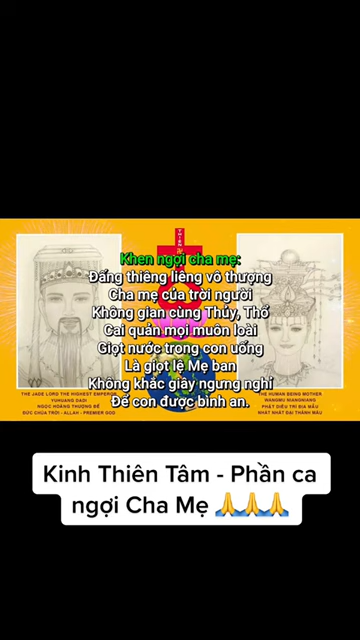 THIÊN
Khen ngợi cha mẹ:
Đấng thiêng liêng vô thượng
Cha mẹ của trời người
Không gian cùng Thủy, Thổ
Cai quản mọi muôn loài
Giọt nước trong con uống
Là giọt lệ Mẹ ban
Không khắc giây ngưng nghỉ
Để con được bình an.
THE JADE LORD THE HIGHEST EMPEROR
YUHUANG DADI
NGỌC HOÀNG THƯỢNG ĐẾ
ĐỨC CHÚA TRỜI - ALLAH - PREMIER GOD
THE HUMAN BEING MOTHER
WANGMU NIANGNIANG
PHẬT DIÊU TRÌ ĐỊA MẪU
NHẤT NHẤT ĐẠI THÁNH MẪU
Kinh Thiên Tâm - Phần ca
ngợi Cha Mẹ 🙏🙏🙏